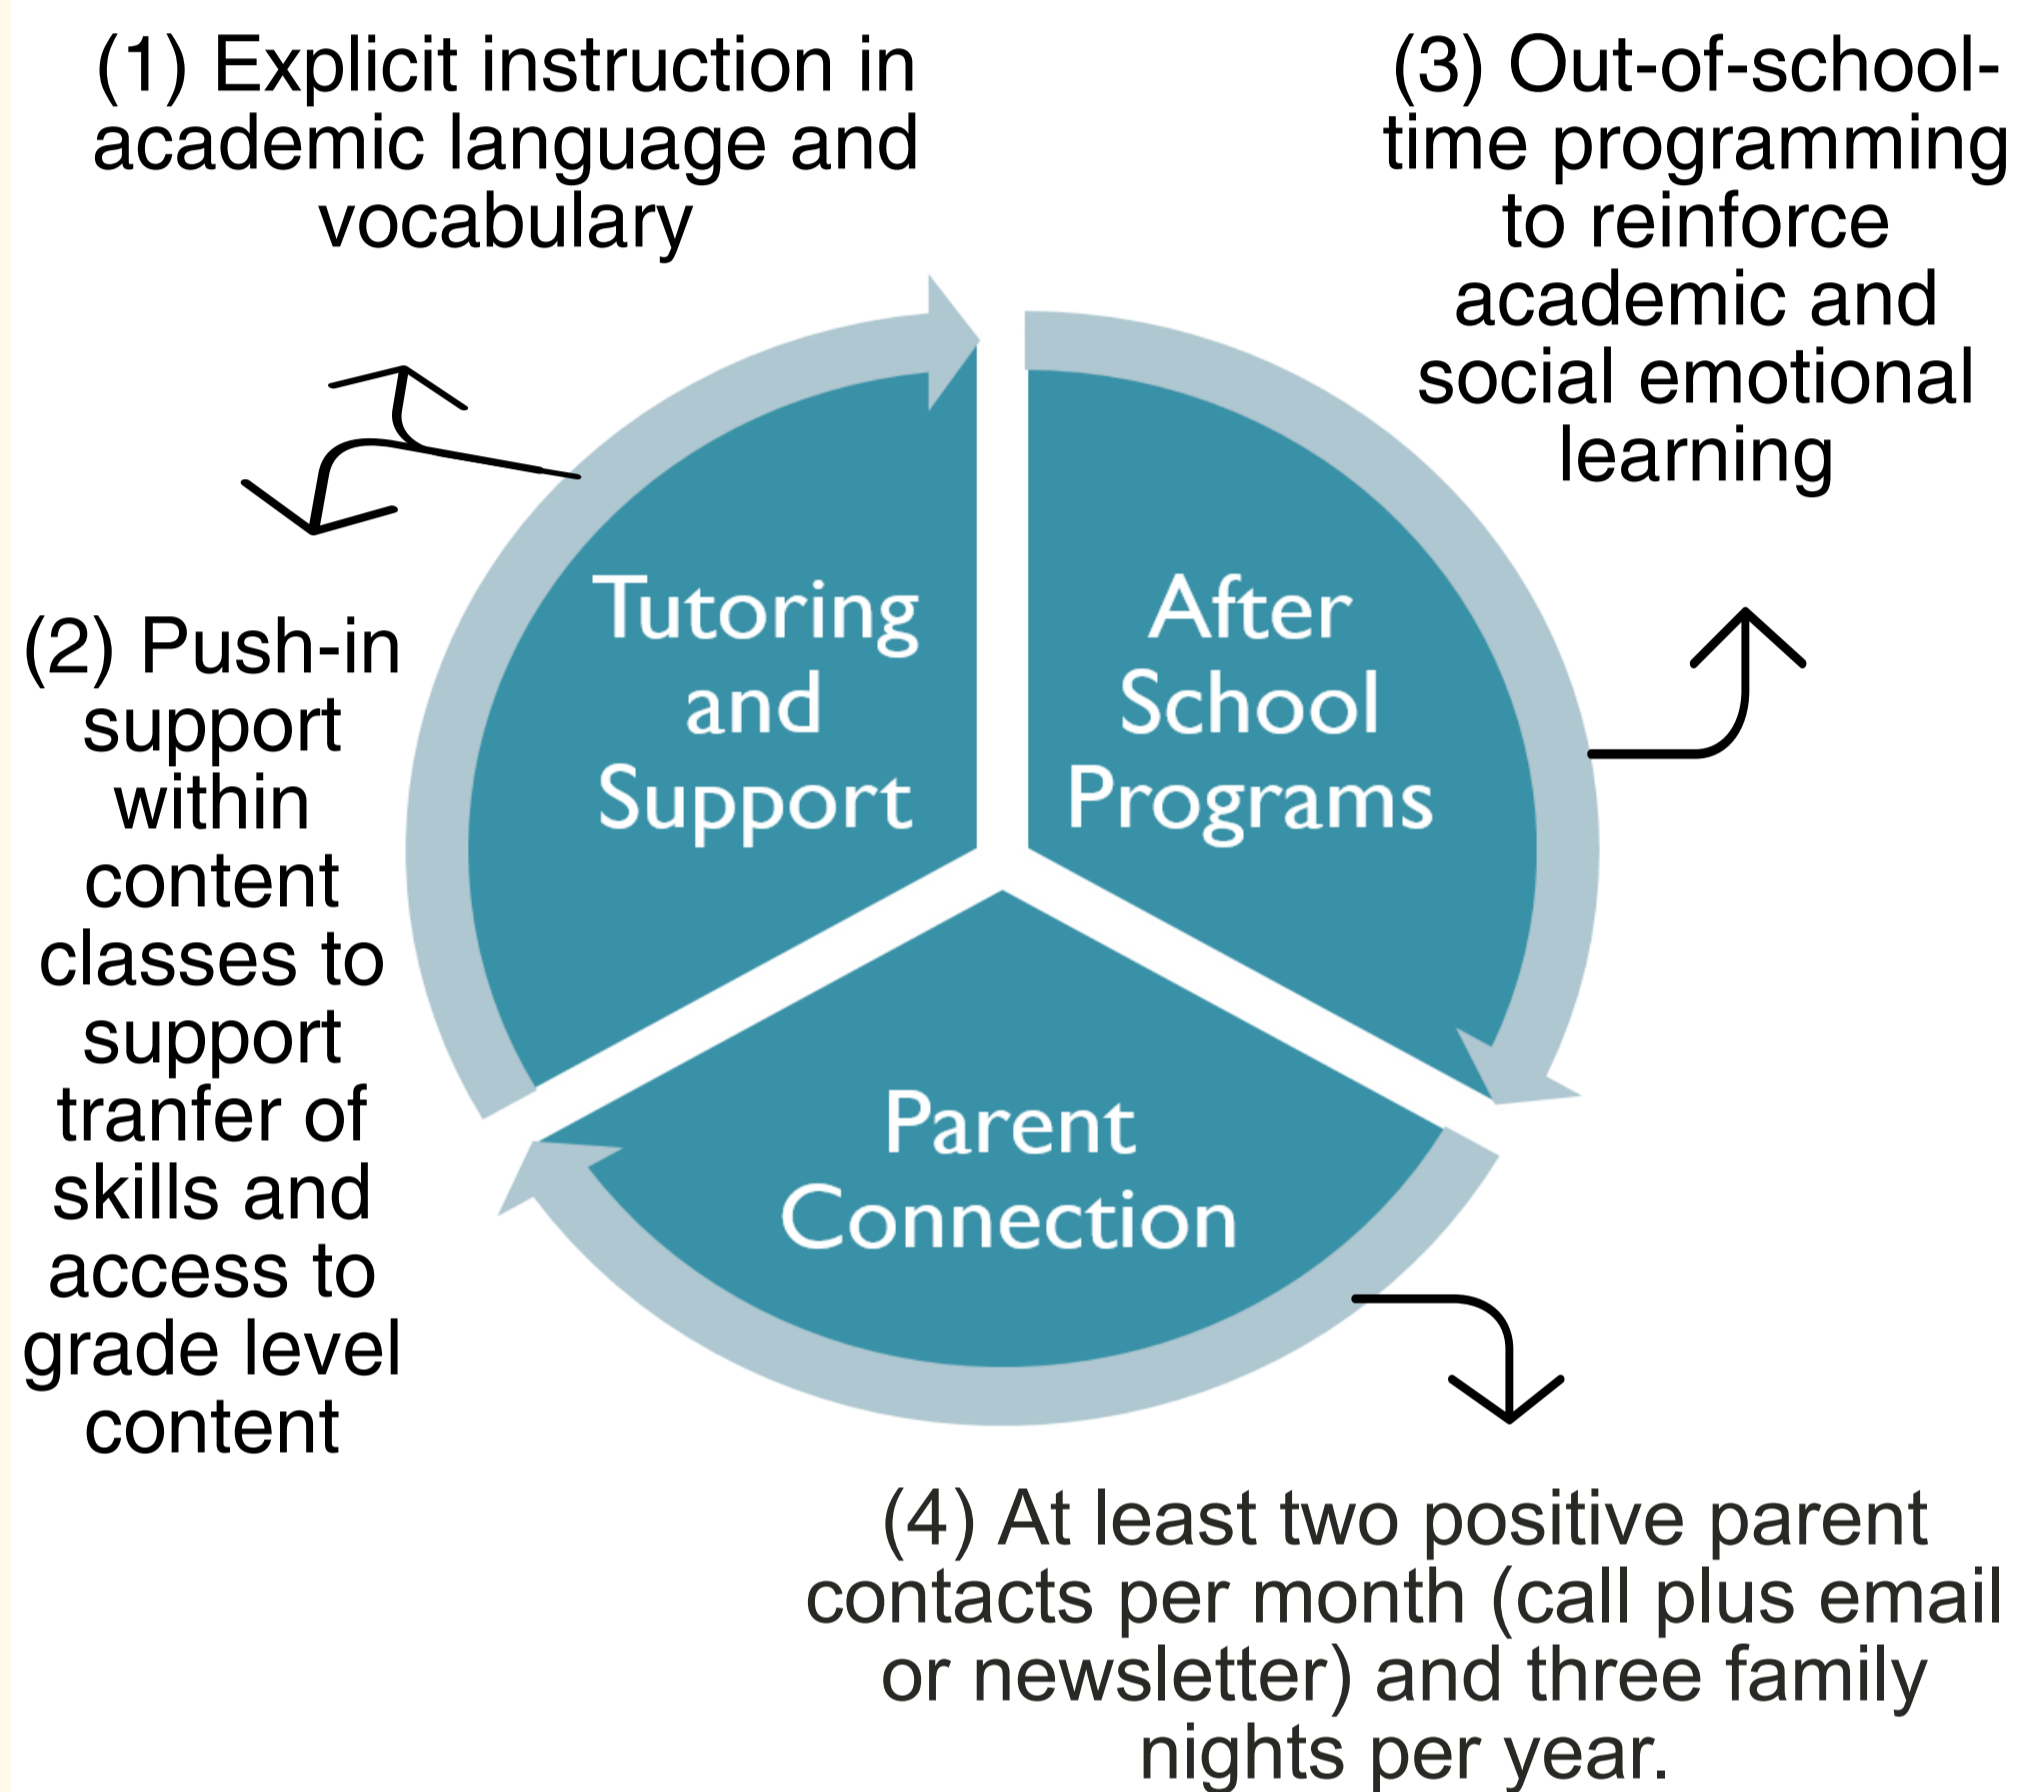 (1) Explicit instruction in
academic language and
vocabulary
(2) Push-in
support
within
content
classes to
support
tranfer of
skills and
access to
grade level
content
(3) Out-of-school-
time programming
to reinforce
academic and
social emotional
learning
Tutoring
and
Support
After
School
Programs
Parent
Connection
(4) At least two positive parent
contacts per month (call plus email
or newsletter) and three family
nights per year.